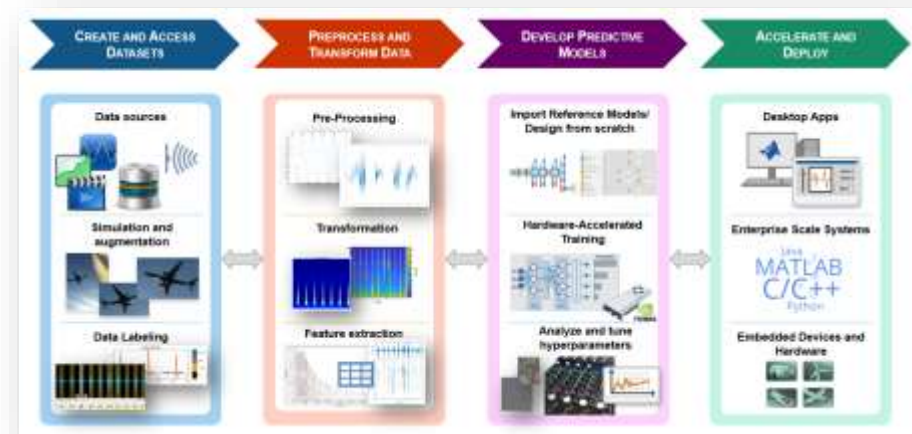 CREATE AND ACCESS
DATASETS
PREPROCESS AND
TRANSFORM DATA
DEVELOP PREDICTIVE
MODELS
ACCELERATE AND
DEPLOY
Data sources
Simulation and
augmentation
Data Labeling
Pre-Processing
Transformation
Feature extraction
Import Reference Models/
Design from scratch
Hardware-Accelerated
Training
Analyze and tune
hyperparameters
Desktop Apps
Enterprise Scale Systems
Java
MATLAB
C/C++
Python
Embedded Devices and
Hardware